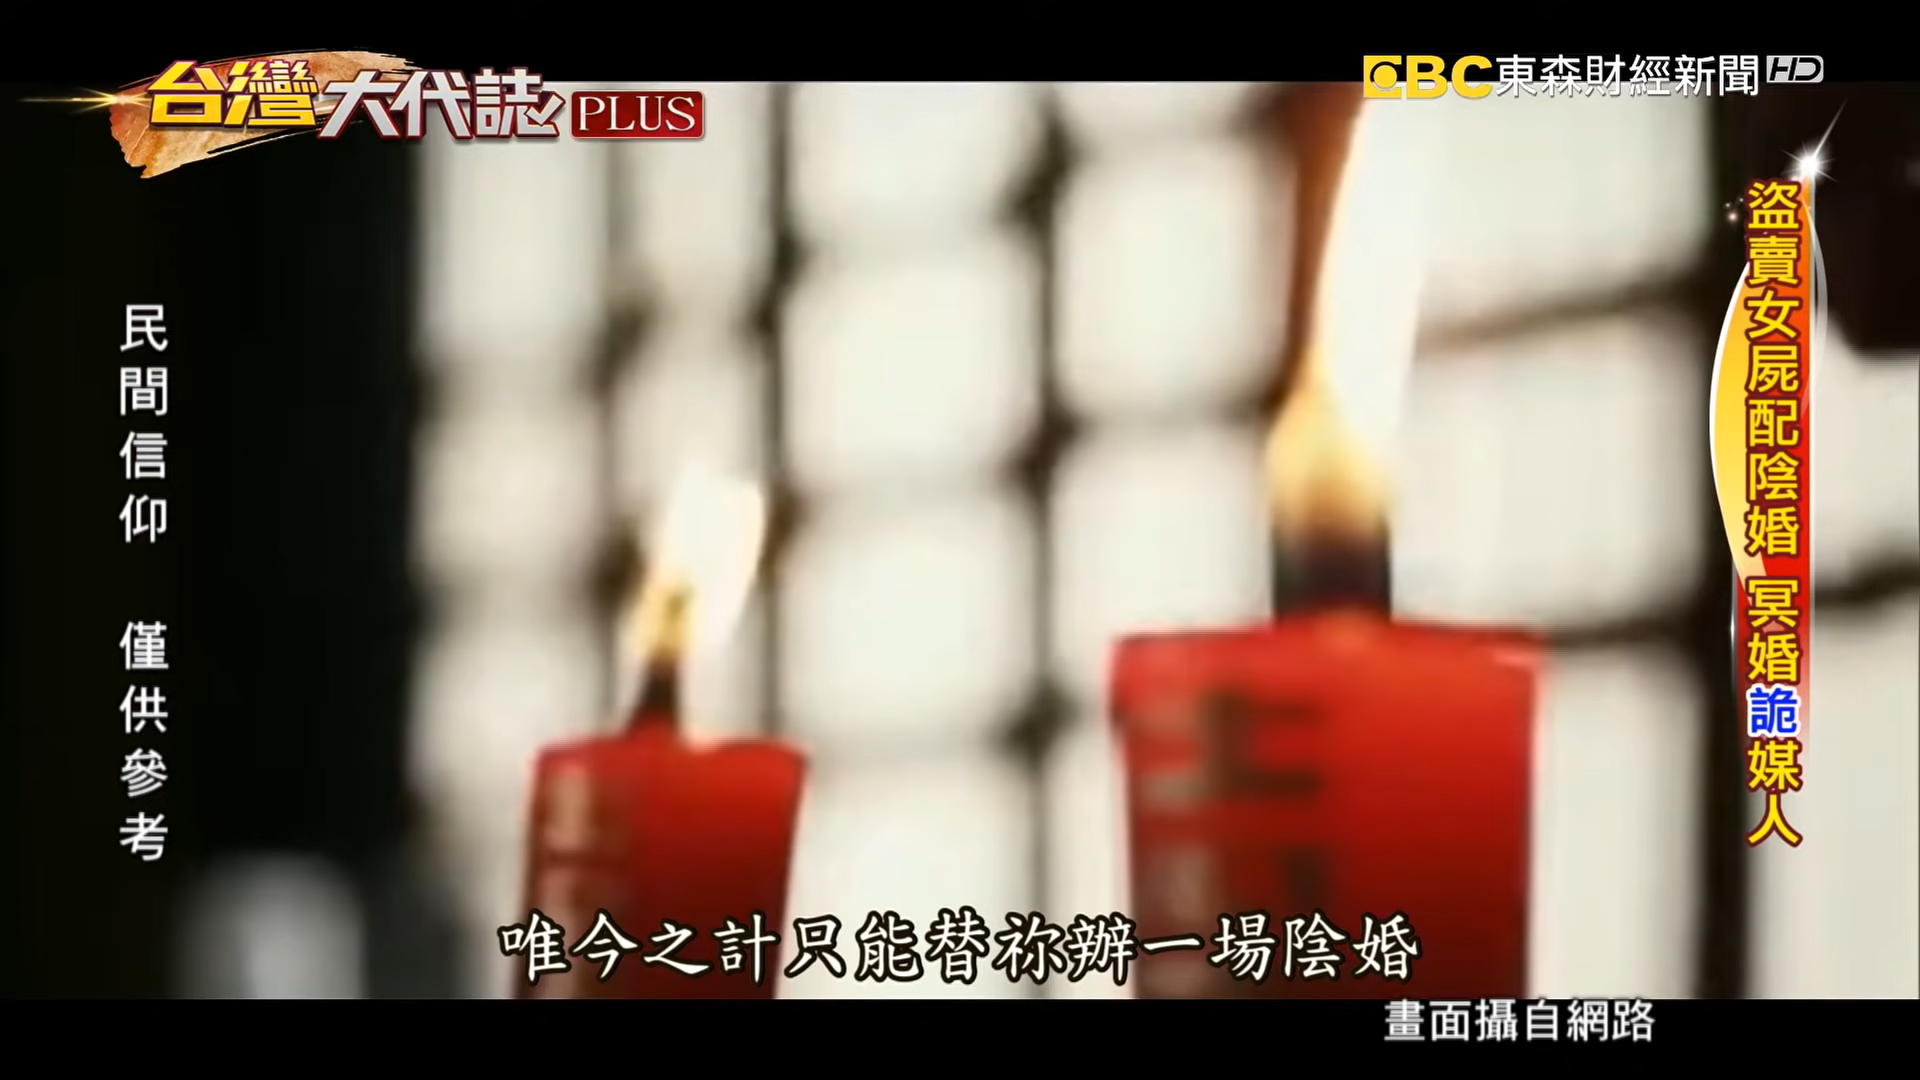 台灣大代誌 PLUS
EBC東森財經新聞HD
盜賣女屍配陰婚 冥婚詭媒人
民間信仰 僅供參考
唯今之計只能替祢辦一場陰婚
畫面攝自網路